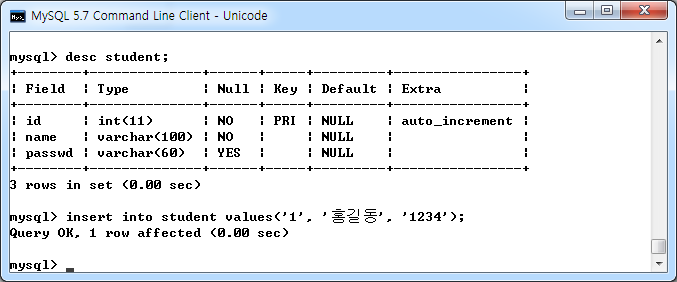 MySQL 5.7 Command Line Client - Unicode
mysql> desc student;
+--------+--------------+------+-----+---------+----------------+
| Field  | Type         | Null | Key | Default | Extra          |
+--------+--------------+------+-----+---------+----------------+
| id     | int(11)      | NO   | PRI | NULL    | auto_increment |
| name   | varchar(100) | NO   |     | NULL    |                |
| passwd | varchar(60)  | YES  |     | NULL    |                |
+--------+--------------+------+-----+---------+----------------+
3 rows in set (0.00 sec)
mysql> insert into student values('1', '홍길동', '1234');
Query OK, 1 row affected (0.00 sec)
mysql>